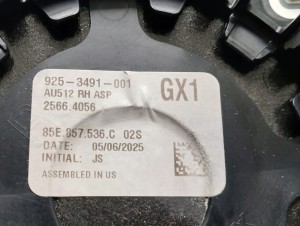 925-3491-001
AU512 RH ASP
2566.4056
GX1
85E.857.536.C 02S
DATE: 05/06/2025
INITIAL: JS
ASSEMBLED IN US